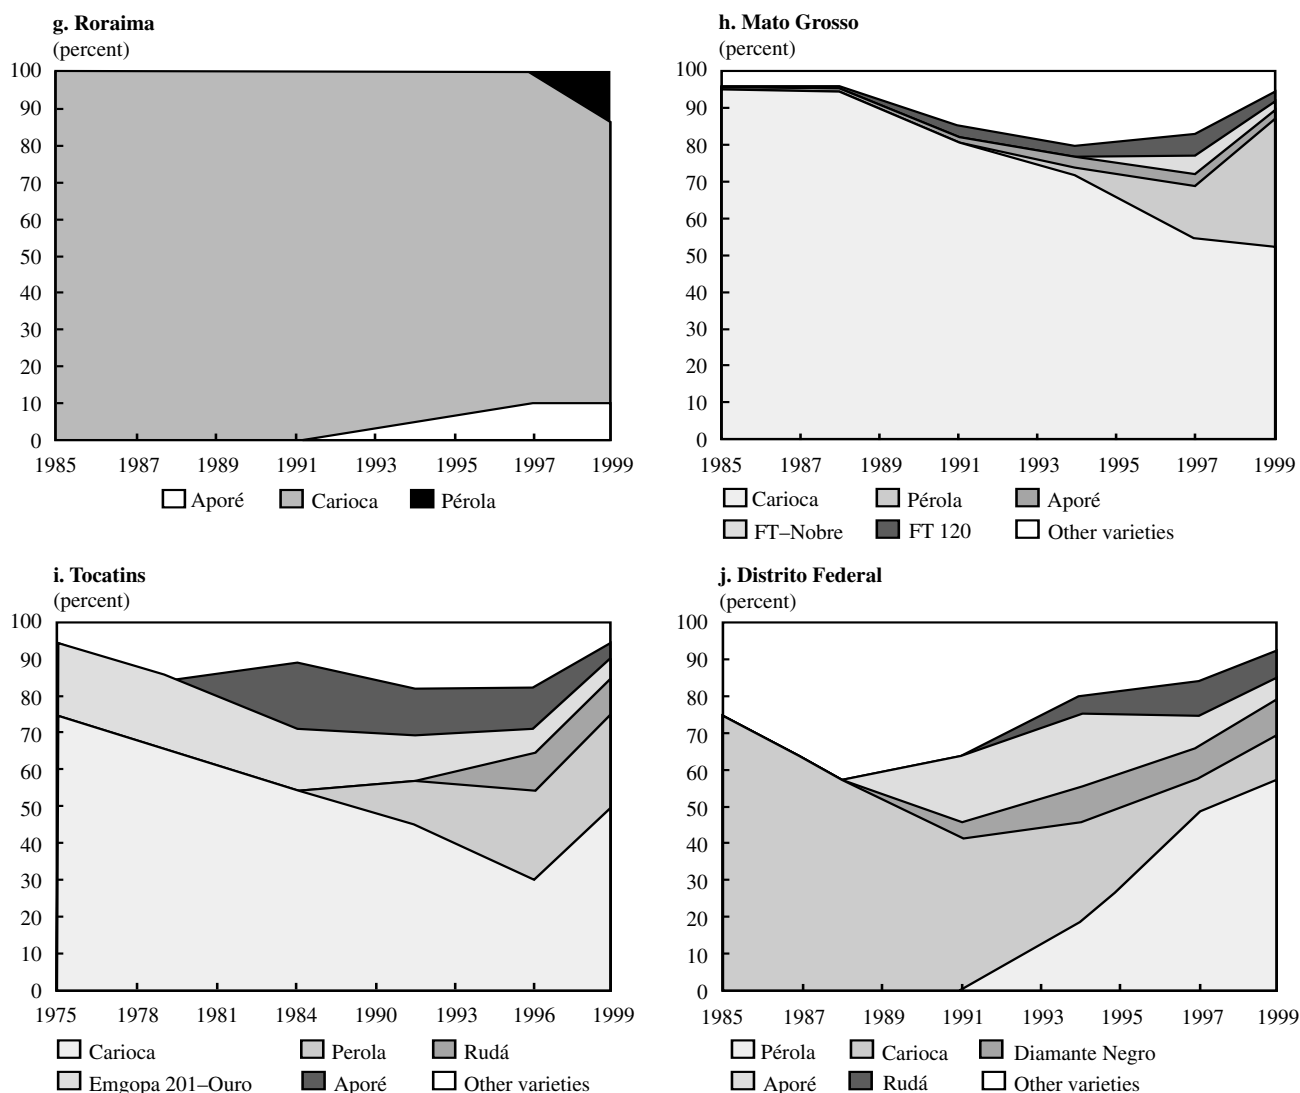 g. Roraima
(percent)
100
90
80
70
60
50
40
30
20
10
0
1985 1987 1989 1991 1993 1995 1997 1999
Aporé Carioca Pérola
h. Mato Grosso
(percent)
100
90
80
70
60
50
40
30
20
10
0
1985 1987 1989 1991 1993 1995 1997 1999
Carioca Pérola Aporé
FT–Nobre FT 120 Other varieties
i. Tocatins
(percent)
100
90
80
70
60
50
40
30
20
10
0
1975 1978 1981 1984 1990 1993 1996 1999
Carioca Perola Rudá
Emgopa 201–Ouro Aporé Other varieties
j. Distrito Federal
(percent)
100
90
80
70
60
50
40
30
20
10
0
1985 1987 1989 1991 1993 1995 1997 1999
Pérola Carioca Diamante Negro
Aporé Rudá Other varieties